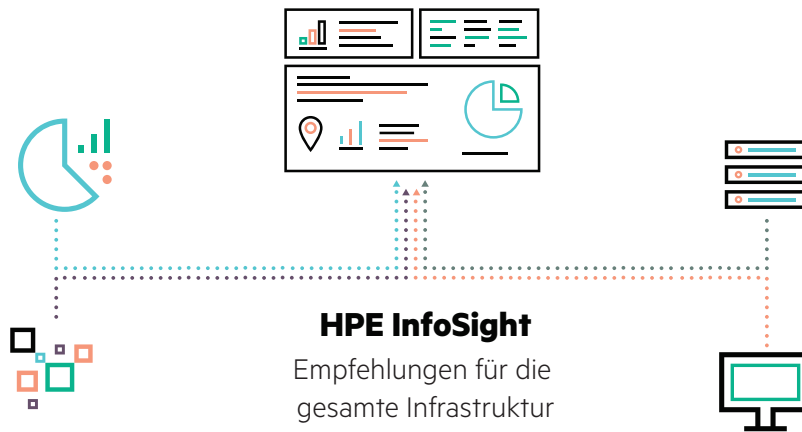 HPE InfoSight
Empfehlungen für die
gesamte Infrastruktur